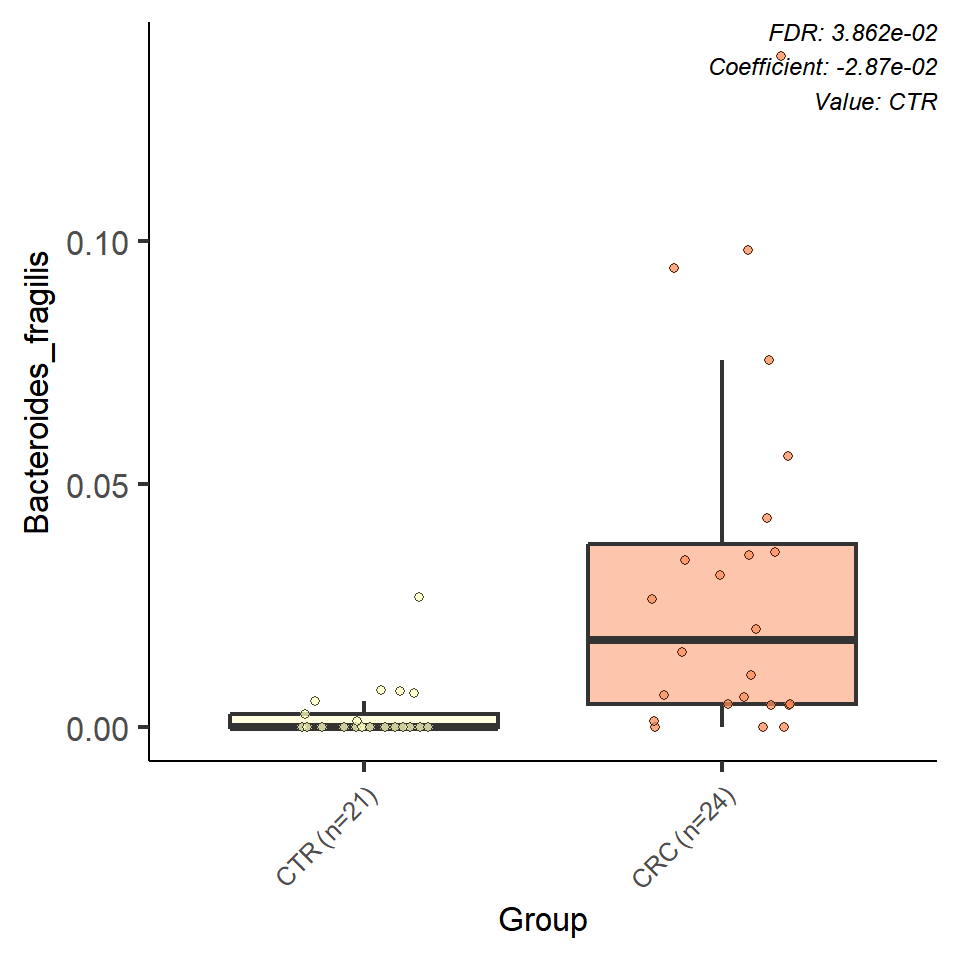 FDR: 3.862e-02
Coefficient: -2.87e-02
Value: CTR
Bacteroides_fragilis
0.10
0.05
0.00
CTR (n=21)
CRC (n=24)
Group